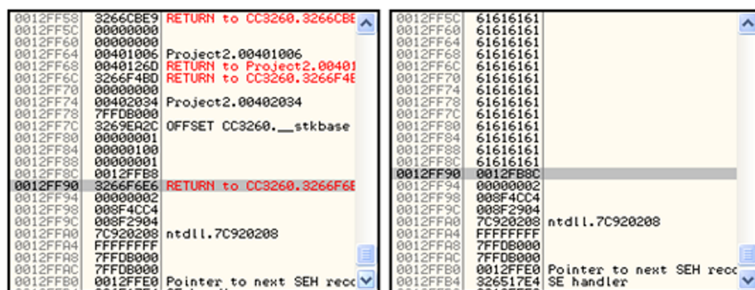 0012FF58 3266CBE9 RETURN to CC3260.3266CBE
0012FF5C 00000000
0012FF60 00000000
0012FF64 00401006 Project2.00401006
0012FF68 0040126D RETURN to Project2.00401
0012FF6C 3266F4BD RETURN to CC3260.3266F4B
0012FF70 00000000
0012FF74 00402034 Project2.00402034
0012FF78 7FFDB000
0012FF7C 3269EA2C OFFSET CC3260.__stkbase
0012FF80 00000001
0012FF84 00000100
0012FF88 00000001
0012FF8C 0012FFB8
0012FF90 3266F6E6 RETURN to CC3260.3266F6E
0012FF94 00000002
0012FF98 008F4CC4
0012FF9C 008F2904
0012FFA0 7C920208 ntdll.7C920208
0012FFA4 FFFFFFFF
0012FFA8 7FFDB000
0012FFAC 7FFDB000
0012FFB0 0012FFE0 Pointer to next SEH reco
0012FF5C 61616161
0012FF60 61616161
0012FF64 61616161
0012FF68 61616161
0012FF6C 61616161
0012FF70 61616161
0012FF74 61616161
0012FF78 61616161
0012FF7C 61616161
0012FF80 61616161
0012FF84 61616161
0012FF88 61616161
0012FF8C 61616161
0012FF90 0012FB8C
0012FF94 00000002
0012FF98 008F4CC4
0012FF9C 008F2904
0012FFA0 7C920208 ntdll.7C920208
0012FFA4 FFFFFFFF
0012FFA8 7FFDB000
0012FFAC 7FFDB000
0012FFB0 0012FFE0 Pointer to next SEH reco
0012FFB4 326517E4 SE handler